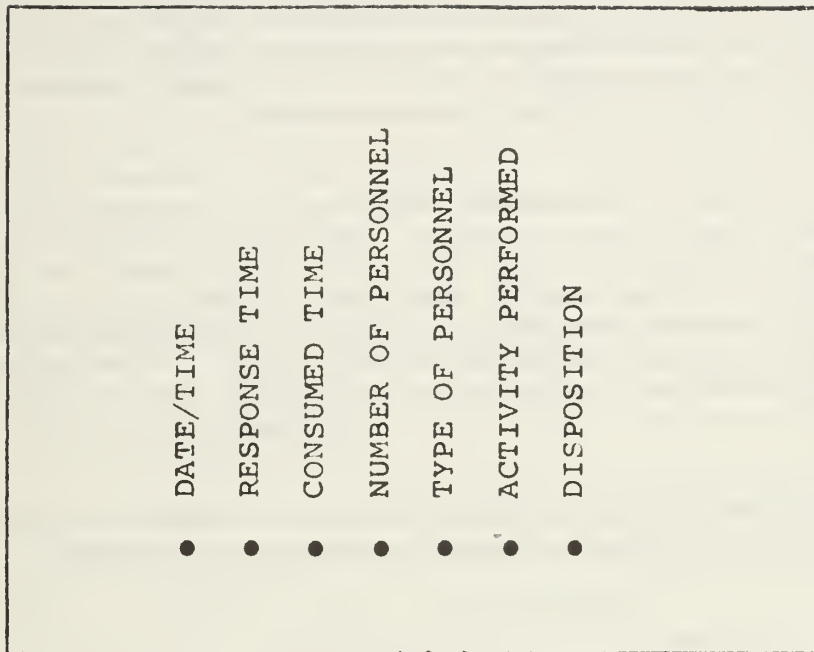 ● DATE/TIME
● RESPONSE TIME
● CONSUMED TIME
● NUMBER OF PERSONNEL
● TYPE OF PERSONNEL
● ACTIVITY PERFORMED
● DISPOSITION